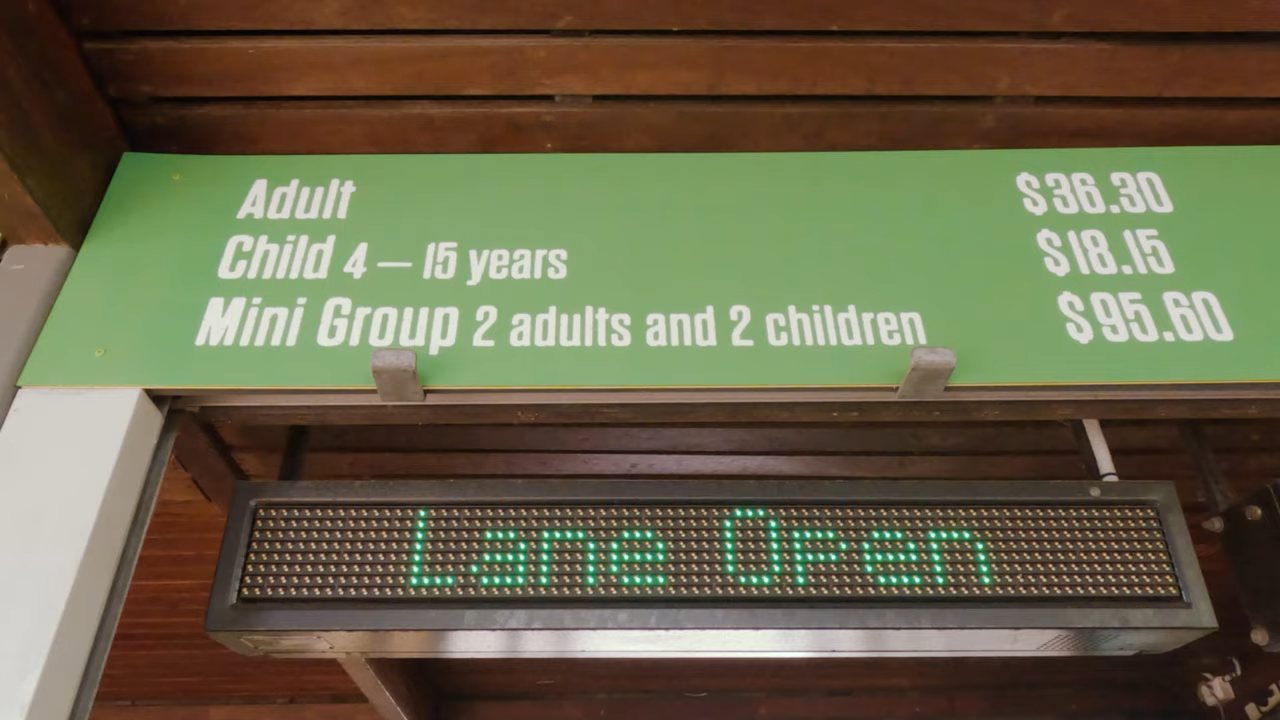 Adult $36.30
Child 4 – 15 years $18.15
Mini Group 2 adults and 2 children $95.60
Lane Open